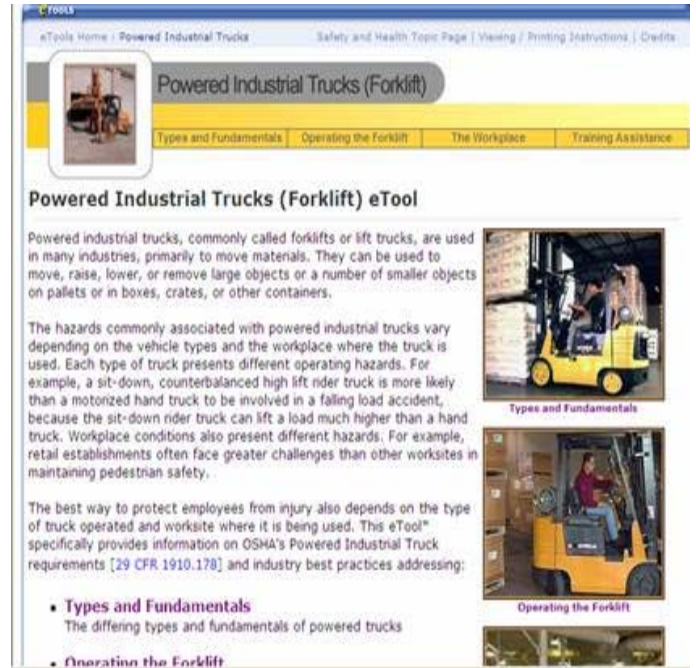 eTOOLS
eTools Home : Powered Industrial Trucks
Safety and Health Topic Page | Viewing / Printing Instructions | Credits
Powered Industrial Trucks (Forklift)
Types and Fundamentals
Operating the Forklift
The Workplace
Training Assistance
Powered Industrial Trucks (Forklift) eTool
Powered industrial trucks, commonly called forklifts or lift trucks, are used
in many industries, primarily to move materials. They can be used to
move, raise, lower, or remove large objects or a number of smaller objects
on pallets or in boxes, crates, or other containers.
The hazards commonly associated with powered industrial trucks vary
depending on the vehicle types and the workplace where the truck is
used. Each type of truck presents different operating hazards. For
example, a sit-down, counterbalanced high lift rider truck is more likely
than a motorized hand truck to be involved in a falling load accident,
because the sit-down rider truck can lift a load much higher than a hand
truck. Workplace conditions also present different hazards. For example,
retail establishments often face greater challenges than other worksites in
maintaining pedestrian safety.
Types and Fundamentals
The best way to protect employees from injury also depends on the type
of truck operated and worksite where it is being used. This eTool
specifically provides information on OSHA's Powered Industrial Truck
requirements [29 CFR 1910.178] and industry best practices addressing:
Operating the Forklift
• Types and Fundamentals
The differing types and fundamentals of powered trucks
• Operating the Forklift